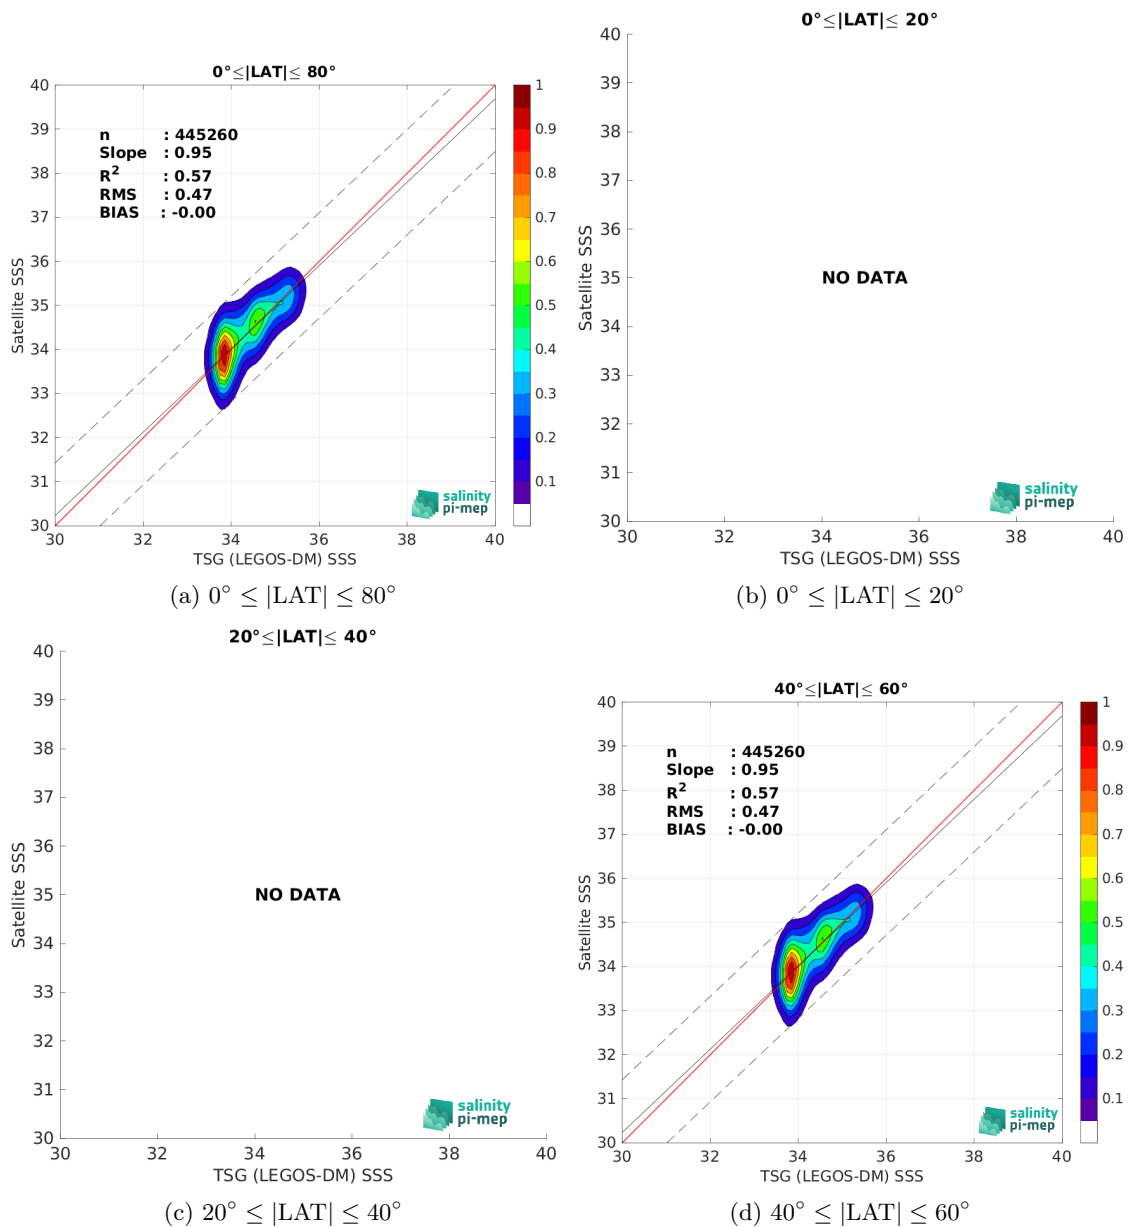 0°≤|LAT|≤ 80°
40
39
38
37
36
35
34
33
32
31
30
Satellite SSS
n : 445260
Slope : 0.95
R² : 0.57
RMS : 0.47
BIAS : -0.00
1
0.9
0.8
0.7
0.6
0.5
0.4
0.3
0.2
0.1
salinity
pi-mep
30 32 34 36 38 40
TSG (LEGOS-DM) SSS
(a) 0° ≤ |LAT| ≤ 80°
0°≤|LAT|≤ 20°
40
39
38
37
36
35
34
33
32
31
30
Satellite SSS
NO DATA
salinity
pi-mep
30 32 34 36 38 40
TSG (LEGOS-DM) SSS
(b) 0° ≤ |LAT| ≤ 20°
20°≤|LAT|≤ 40°
40
39
38
37
36
35
34
33
32
31
30
Satellite SSS
NO DATA
salinity
pi-mep
30 32 34 36 38 40
TSG (LEGOS-DM) SSS
(c) 20° ≤ |LAT| ≤ 40°
40°≤|LAT|≤ 60°
40
39
38
37
36
35
34
33
32
31
30
Satellite SSS
n : 445260
Slope : 0.95
R² : 0.57
RMS : 0.47
BIAS : -0.00
1
0.9
0.8
0.7
0.6
0.5
0.4
0.3
0.2
0.1
salinity
pi-mep
30 32 34 36 38 40
TSG (LEGOS-DM) SSS
(d) 40° ≤ |LAT| ≤ 60°